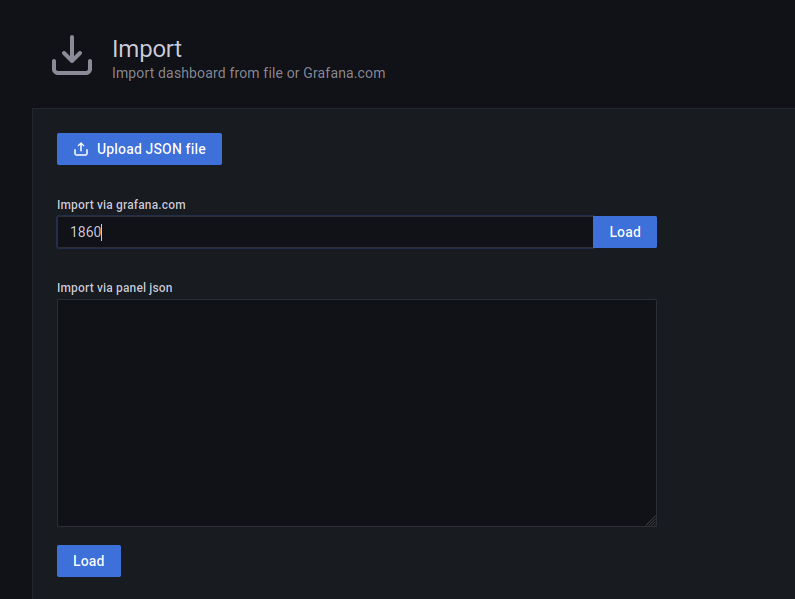 Import
Import dashboard from file or Grafana.com
Upload JSON file
Import via grafana.com
1860
Load
Import via panel json
Load